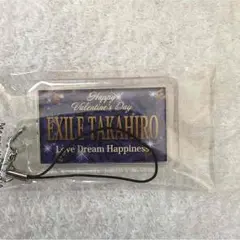 Happy
Valentine's Day
EXILE TAKAHIRO
Love Dream Happiness